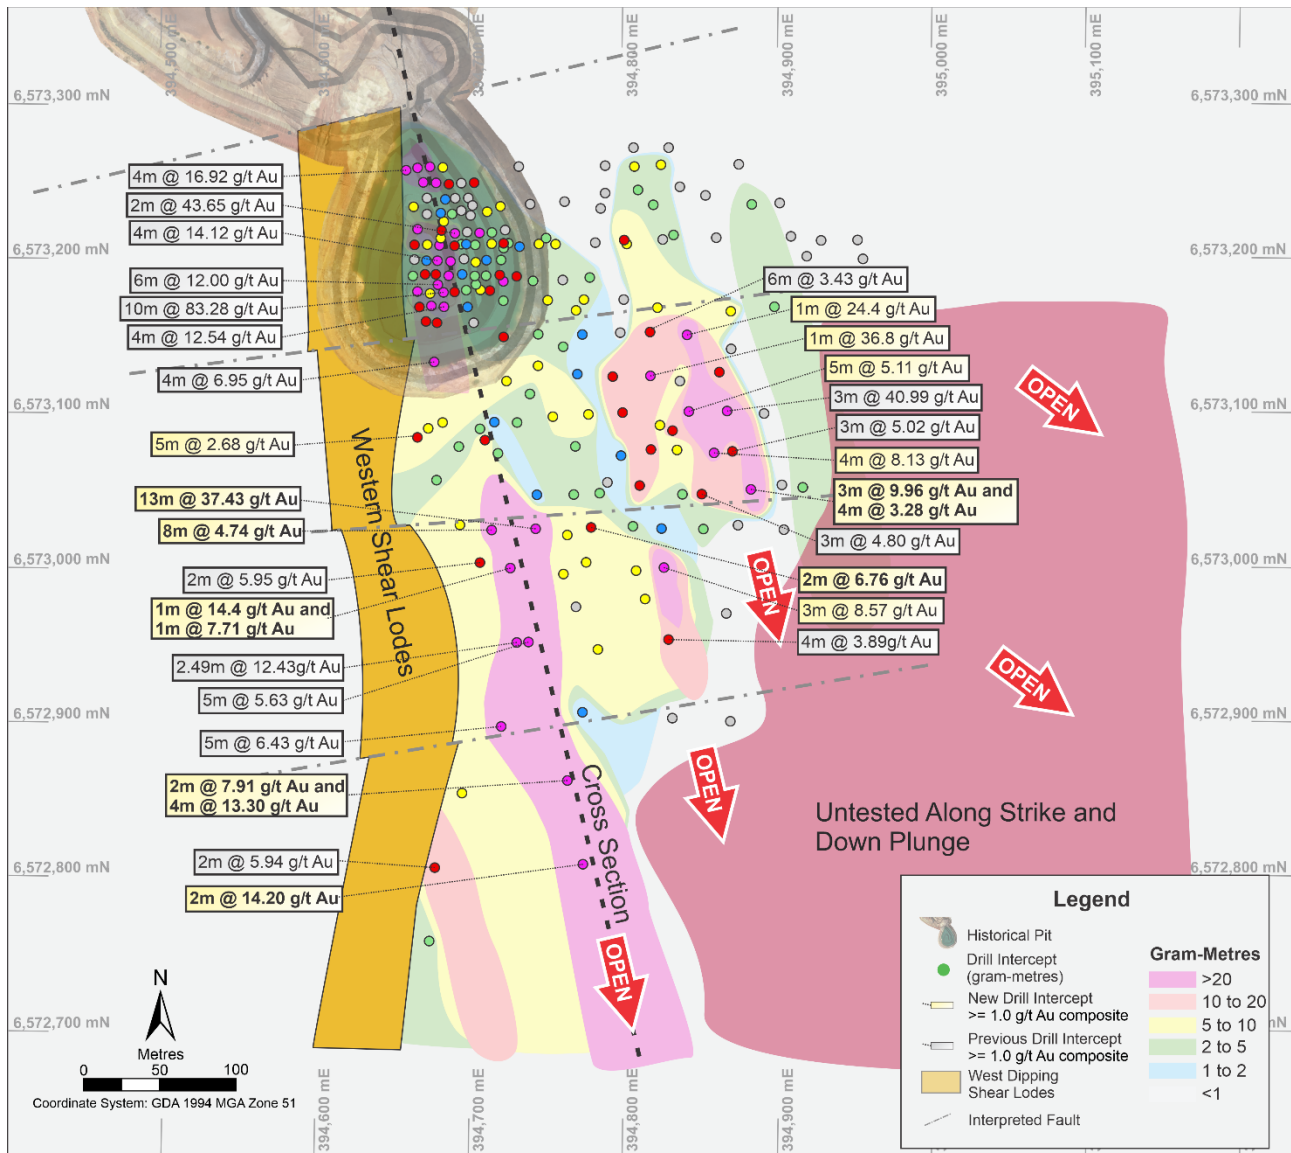 394,500 mE
394,600 mE
394,700 mE
394,800 mE
394,900 mE
395,000 mE
395,100 mE
6,573,300 mN
6,573,300 mN
4m @ 16.92 g/t Au
2m @ 43.65 g/t Au
4m @ 14.12 g/t Au
6,573,200 mN
6,573,200 mN
6m @ 12.00 g/t Au
10m @ 83.28 g/t Au
4m @ 12.54 g/t Au
4m @ 6.95 g/t Au
6m @ 3.43 g/t Au
1m @ 24.4 g/t Au
1m @ 36.8 g/t Au
5m @ 5.11 g/t Au
3m @ 40.99 g/t Au
3m @ 5.02 g/t Au
4m @ 8.13 g/t Au
3m @ 9.96 g/t Au and
4m @ 3.28 g/t Au
3m @ 4.80 g/t Au
2m @ 6.76 g/t Au
3m @ 8.57 g/t Au
4m @ 3.89g/t Au
6,573,100 mN
6,573,100 mN
5m @ 2.68 g/t Au
13m @ 37.43 g/t Au
8m @ 4.74 g/t Au
6,573,000 mN
6,573,000 mN
2m @ 5.95 g/t Au
1m @ 14.4 g/t Au and
1m @ 7.71 g/t Au
2.49m @ 12.43g/t Au
5m @ 5.63 g/t Au
6,572,900 mN
6,572,900 mN
5m @ 6.43 g/t Au
2m @ 7.91 g/t Au and
4m @ 13.30 g/t Au
6,572,800 mN
6,572,800 mN
2m @ 5.94 g/t Au
2m @ 14.20 g/t Au
6,572,700 mN
mN
Western Shear Lodes
Cross Section
OPEN
OPEN
OPEN
OPEN
OPEN
Untested Along Strike and
Down Plunge
N
Metres
0 50 100
Coordinate System: GDA 1994 MGA Zone 51
394,600 mE
394,700 mE
394,800 mE
394,900 mE
Legend
Historical Pit
Drill Intercept
(gram-metres)
New Drill Intercept
>= 1.0 g/t Au composite
Previous Drill Intercept
>= 1.0 g/t Au composite
West Dipping
Shear Lodes
Interpreted Fault
Gram-Metres
>20
10 to 20
5 to 10
2 to 5
1 to 2
<1